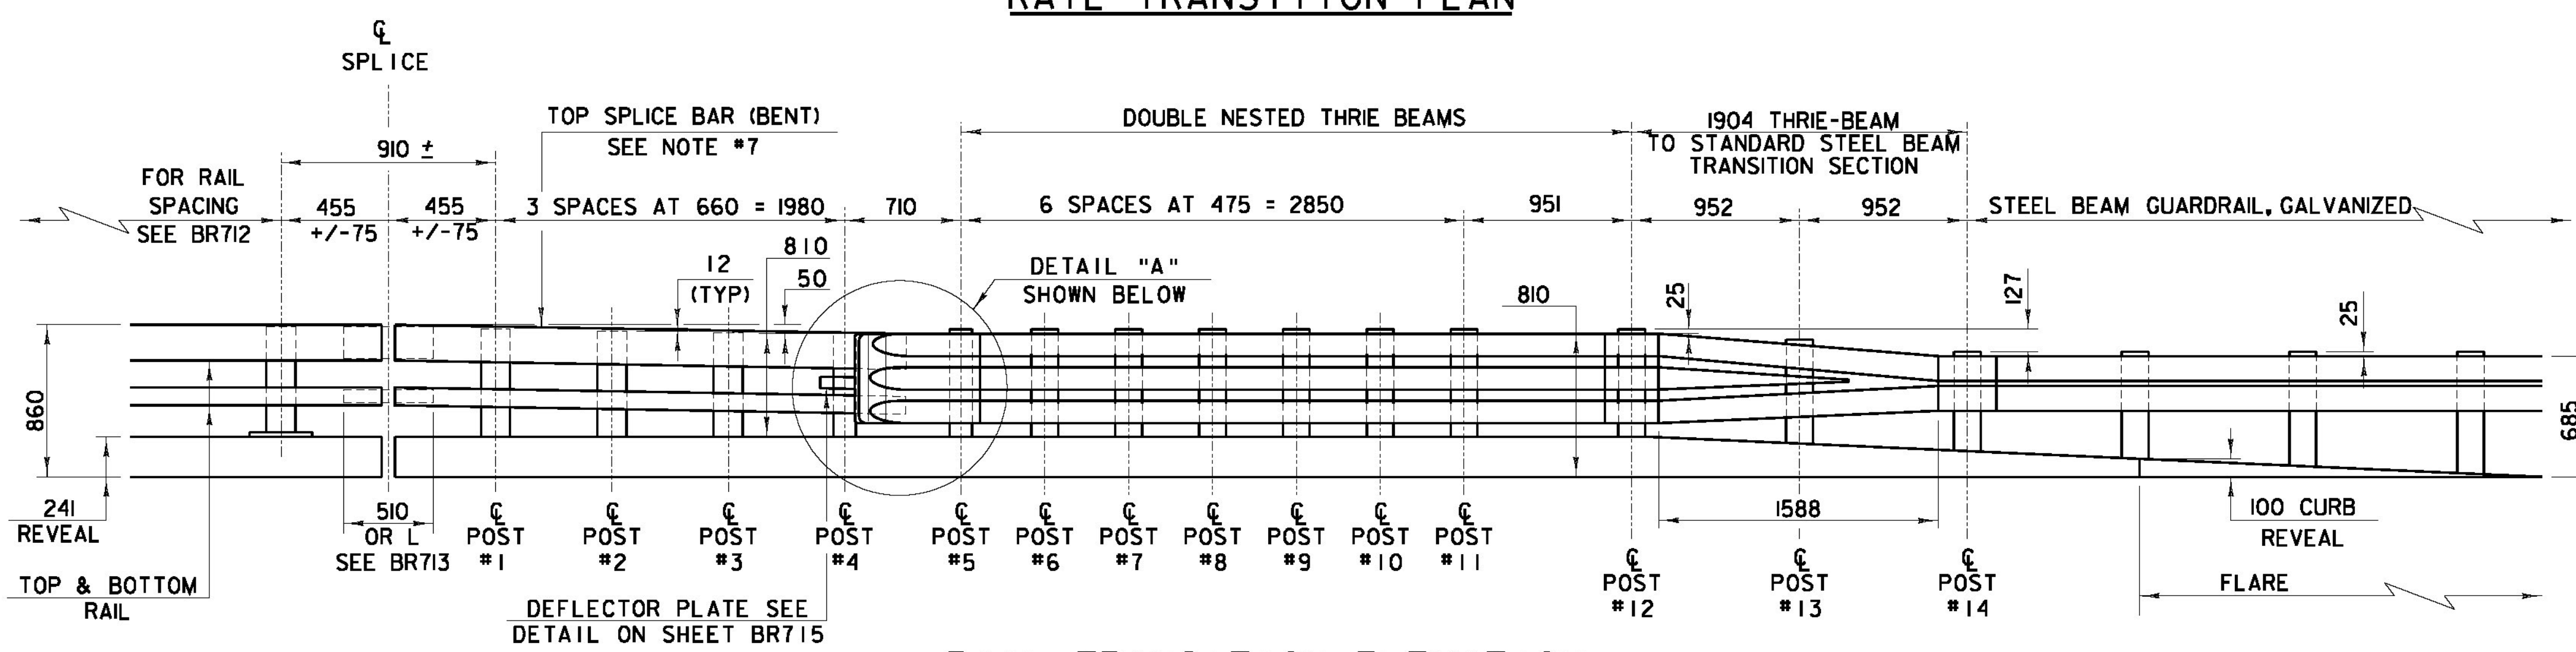 RAIL TRANSITION PLAN
℄
SPLICE
TOP SPLICE BAR (BENT)
SEE NOTE #7
DOUBLE NESTED THRIE BEAMS
1904 THRIE-BEAM
TO STANDARD STEEL BEAM
TRANSITION SECTION
910 ±
FOR RAIL
SPACING
SEE BR712
455
+/-75
455
+/-75
3 SPACES AT 660 = 1980
710
6 SPACES AT 475 = 2850
951
952
952
STEEL BEAM GUARDRAIL, GALVANIZED
12
(TYP)
810
50
DETAIL "A"
SHOWN BELOW
810
25
127
25
860
685
241
REVEAL
510
OR L
SEE BR713
℄
POST
#1
℄
POST
#2
℄
POST
#3
℄
POST
#4
℄
POST
#5
℄
POST
#6
℄
POST
#7
℄
POST
#8
℄
POST
#9
℄
POST
#10
℄
POST
#11
℄
POST
#12
℄
POST
#13
℄
POST
#14
1588
100 CURB
REVEAL
FLARE
TOP & BOTTOM
RAIL
DEFLECTOR PLATE SEE
DETAIL ON SHEET BR715